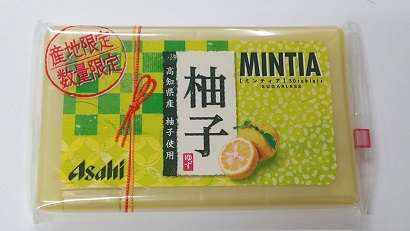 産地限定
数量限定
MINTIA
[ミンティア] 50tablets
SUGARLESS
柚子
ゆず
高知県産 柚子使用
Asahi